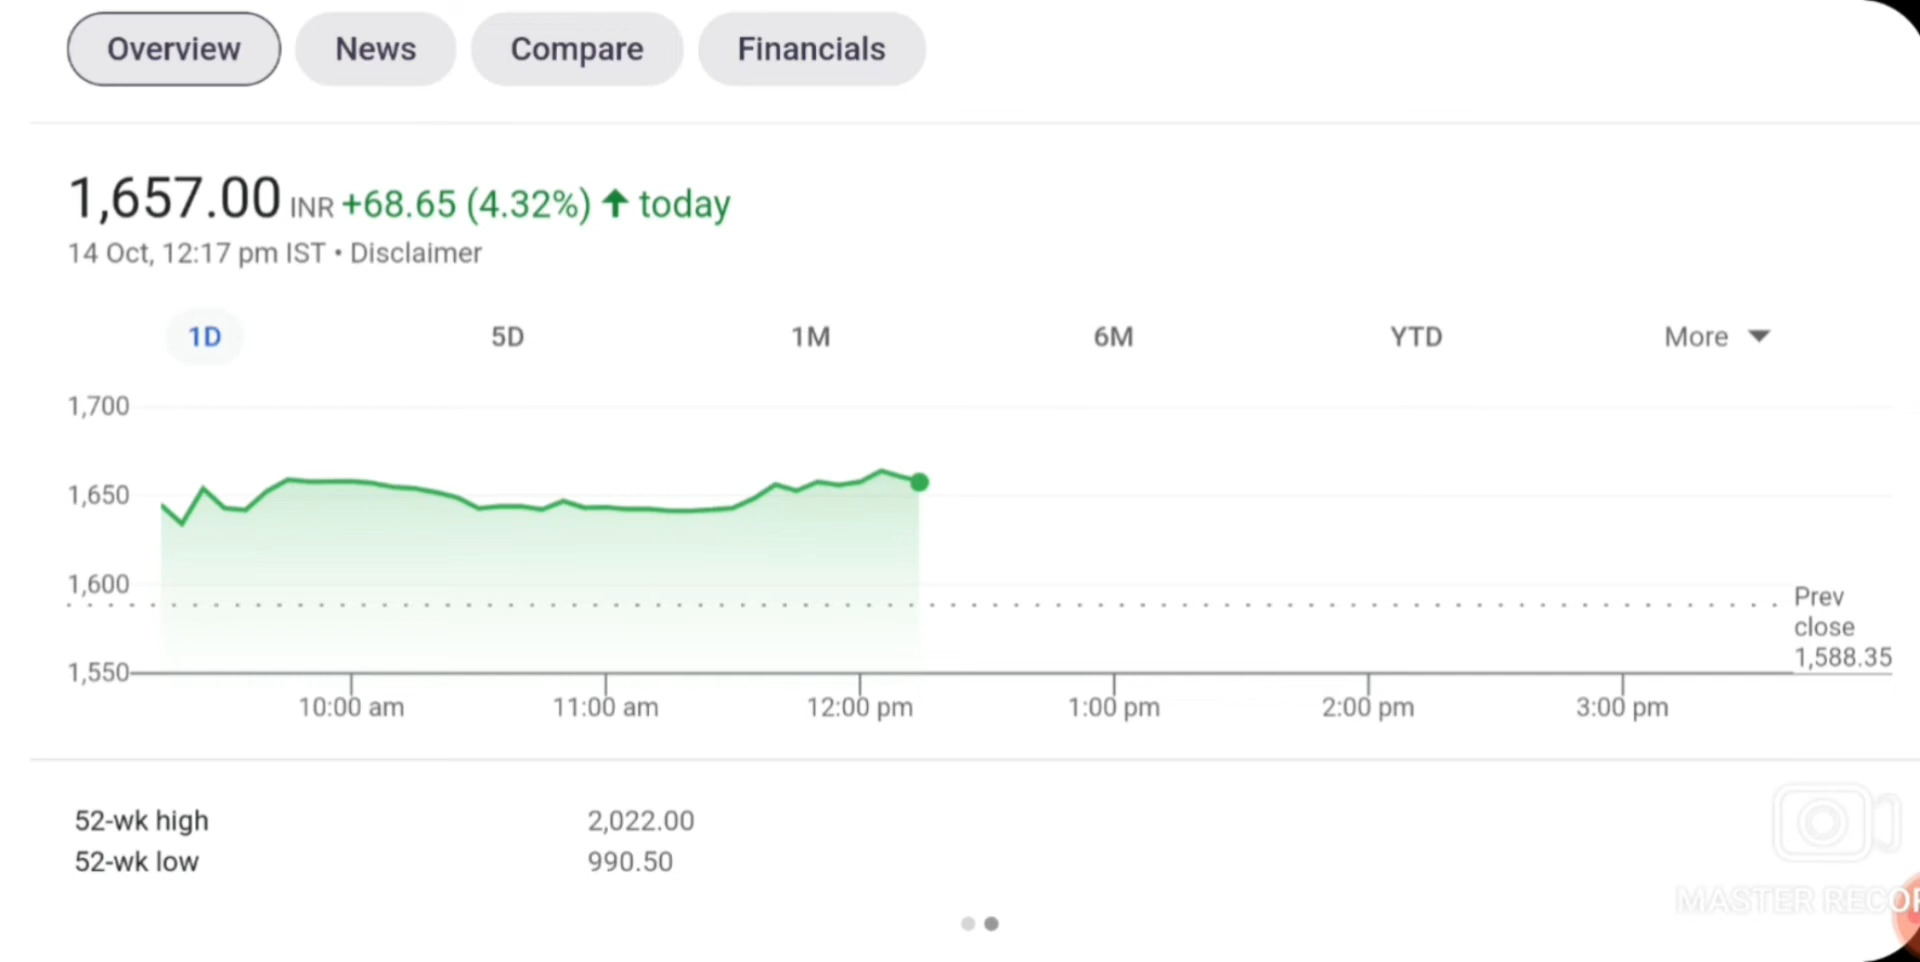 Overview News Compare Financials
1,657.00 INR +68.65 (4.32%) ↑ today
14 Oct, 12:17 pm IST • Disclaimer
1D 5D 1M 6M YTD More
1,700
1,650
1,600
1,550
Prev
close
1,588.35
10:00 am 11:00 am 12:00 pm 1:00 pm 2:00 pm 3:00 pm
52-wk high 2,022.00
52-wk low 990.50
MASTER RECOR